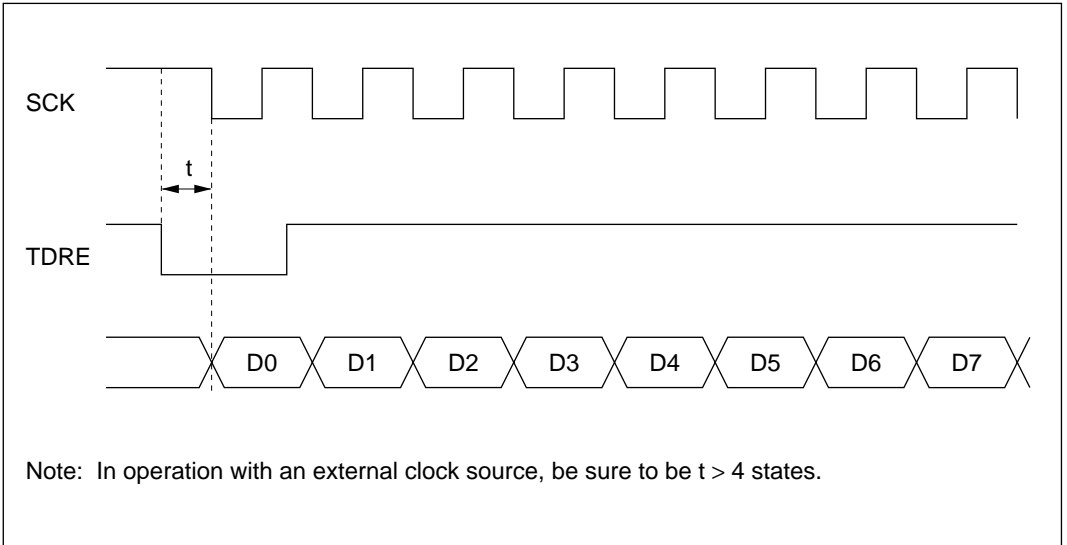 SCK
t
TDRE
D0 D1 D2 D3 D4 D5 D6 D7
Note: In operation with an external clock source, be sure to be t > 4 states.